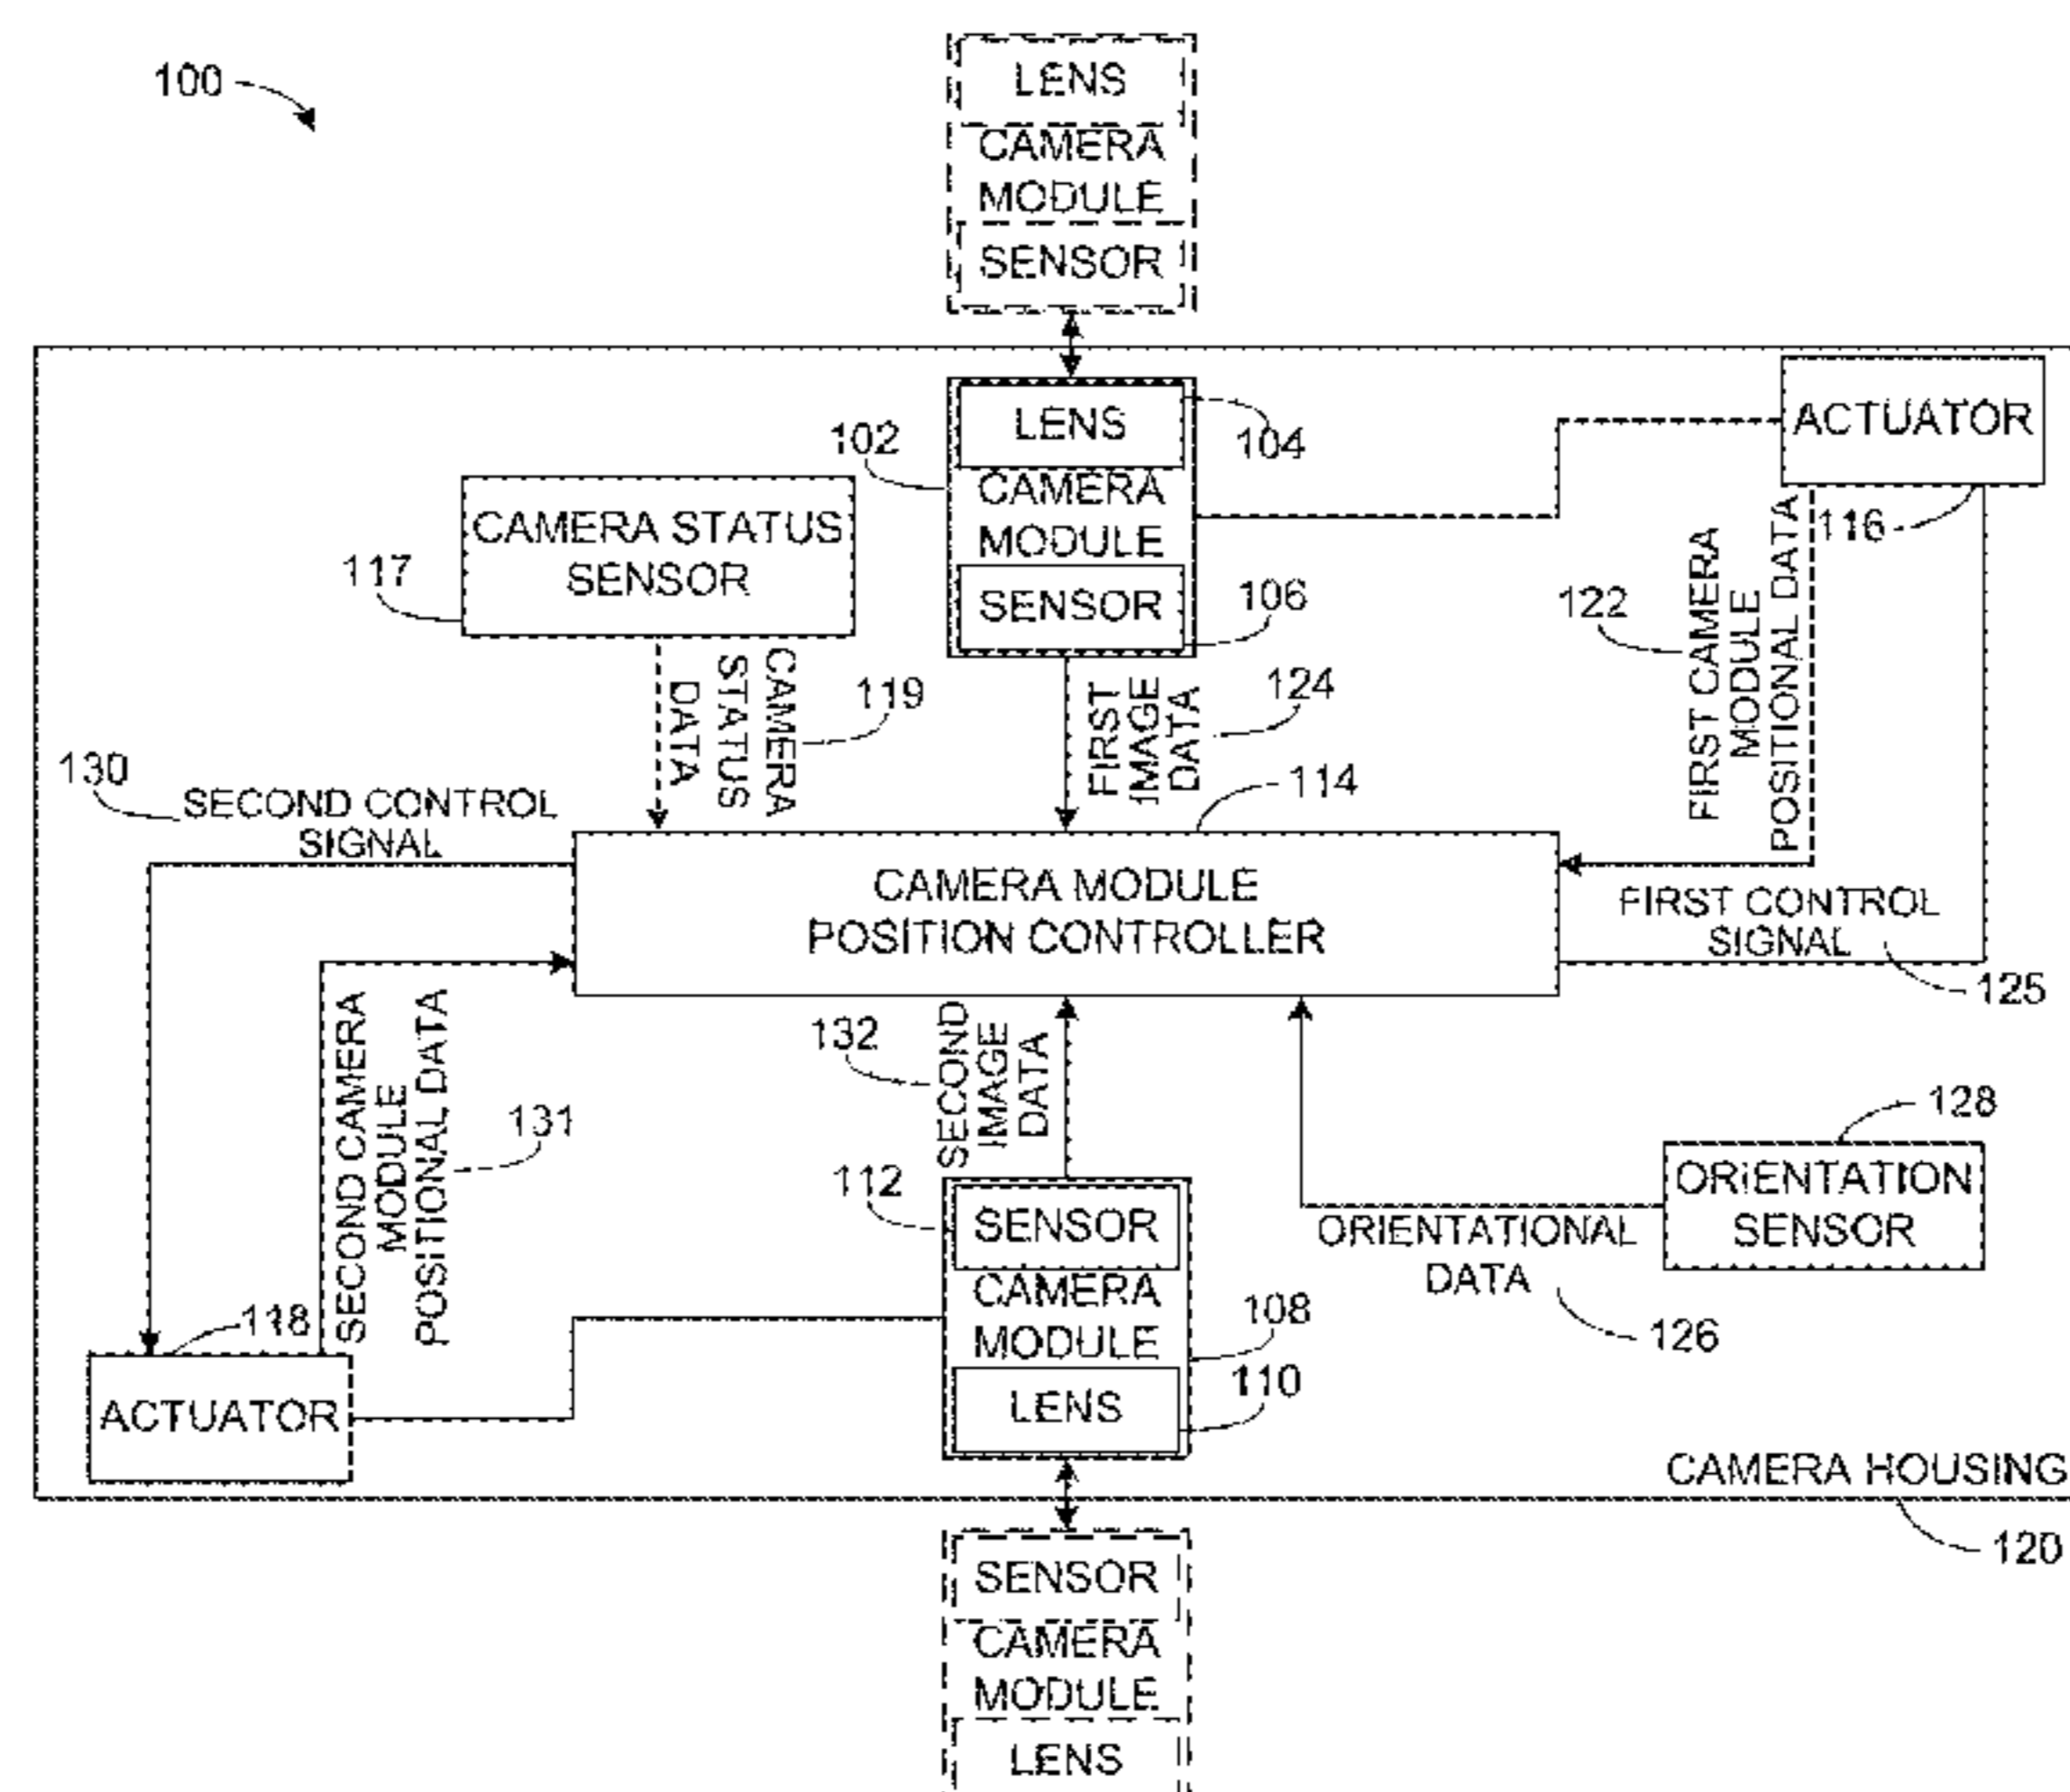 100
LENS
CAMERA
MODULE
SENSOR
102
LENS
104
CAMERA
MODULE
SENSOR
106
ACTUATOR
116
117
CAMERA STATUS
SENSOR
CAMERA
STATUS
DATA
119
FIRST
IMAGE
DATA
124
122
FIRST CAMERA
MODULE
POSITIONAL DATA
130
SECOND CONTROL
SIGNAL
114
CAMERA MODULE
POSITION CONTROLLER
FIRST CONTROL
SIGNAL
125
SECOND CAMERA
MODULE
POSITIONAL DATA
131
132
SECOND
IMAGE
DATA
128
ORIENTATION
SENSOR
ORIENTATIONAL
DATA
126
112
SENSOR
CAMERA
MODULE
108
LENS
110
118
ACTUATOR
CAMERA HOUSING
120
SENSOR
CAMERA
MODULE
LENS